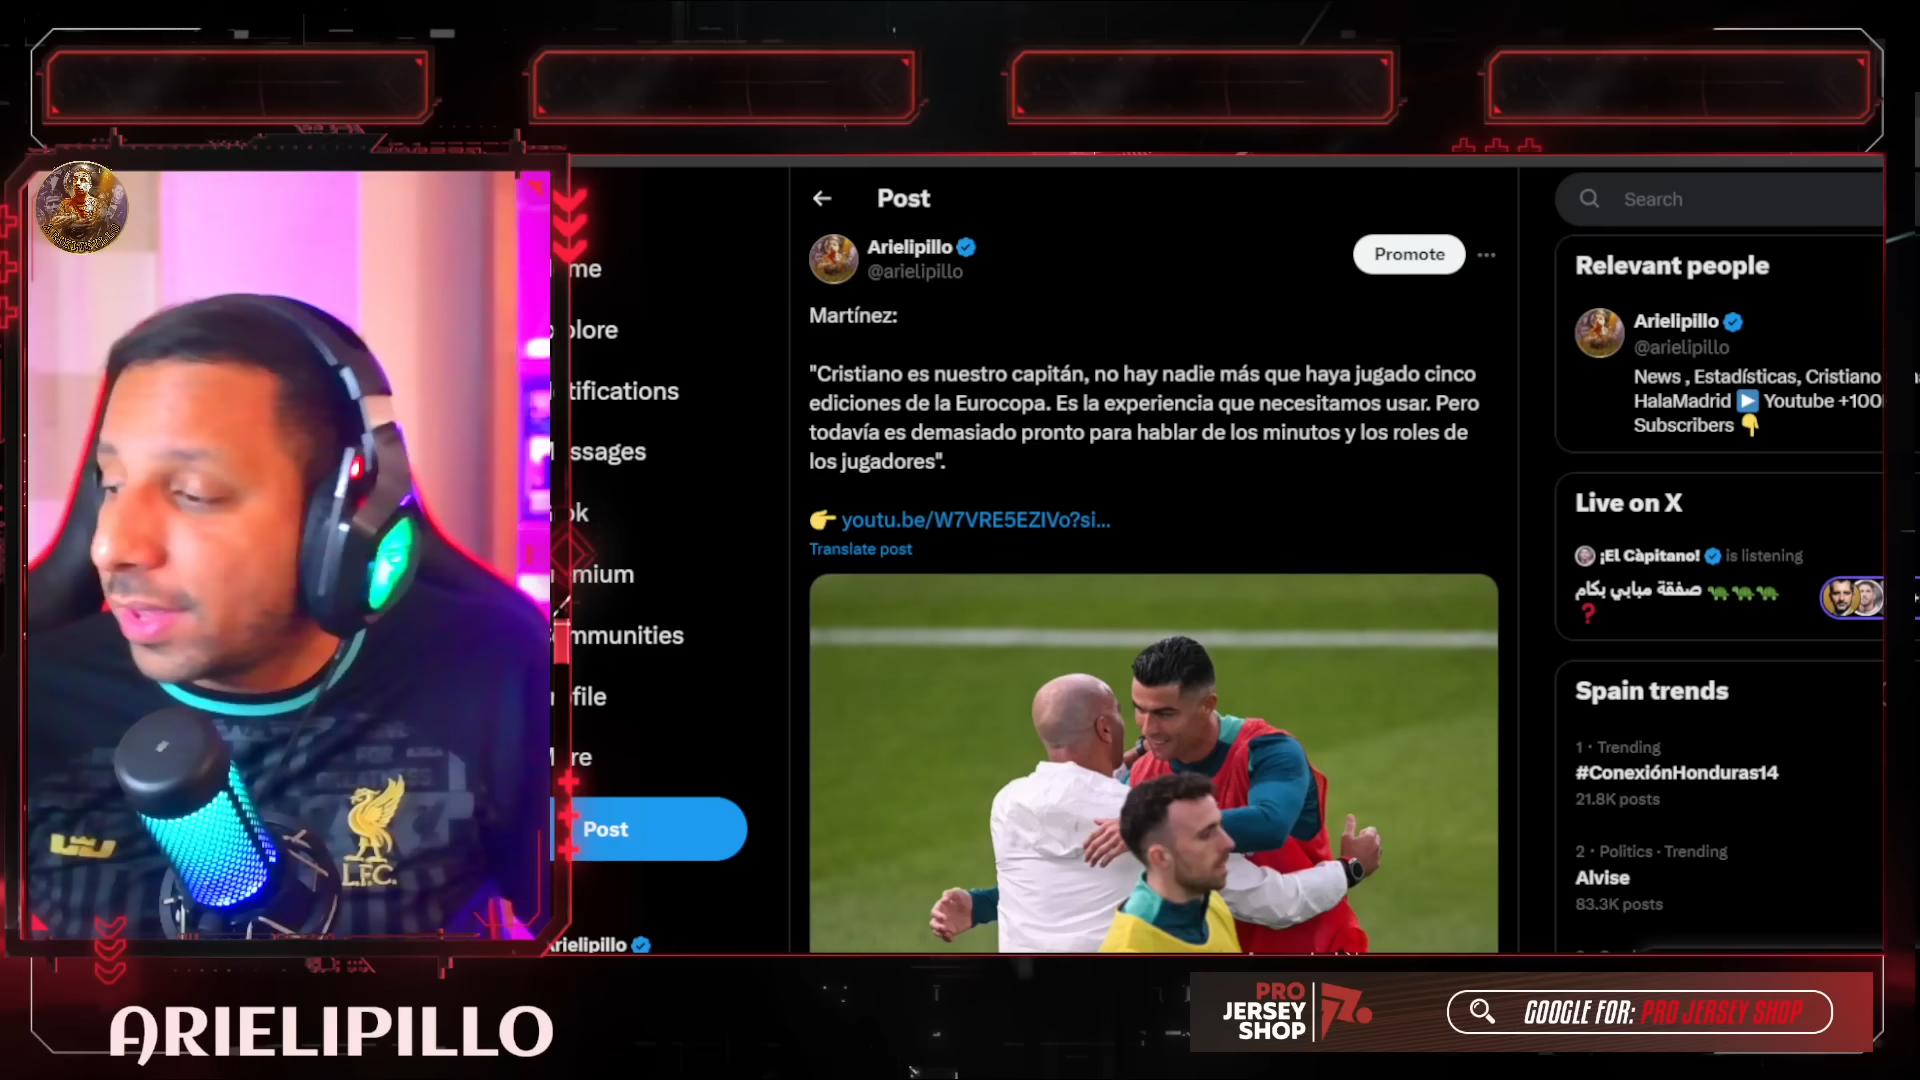 Post
Search
Arielipillo
@arielipillo
Promote
Martínez:
"Cristiano es nuestro capitán, no hay nadie más que haya jugado cinco
ediciones de la Eurocopa. Es la experiencia que necesitamos usar. Pero
todavía es demasiado pronto para hablar de los minutos y los roles de
los jugadores".
youtu.be/W7VRE5EZIVo?si...
Translate post
me
lore
tifications
ssages
ok
mium
mmunities
file
re
Post
rielipillo
Relevant people
Arielipillo
@arielipillo
News , Estadísticas, Cristiano
HalaMadrid Youtube +100
Subscribers
Live on X
¡El Càpitano! is listening
صفقة مبابي بكام
Spain trends
1 · Trending
#ConexiónHonduras14
21.8K posts
2 · Politics · Trending
Alvise
83.3K posts
L.F.C.
ARIELIPILLO
PRO
JERSEY
SHOP
GOOGLE FOR: PRO JERSEY SHOP